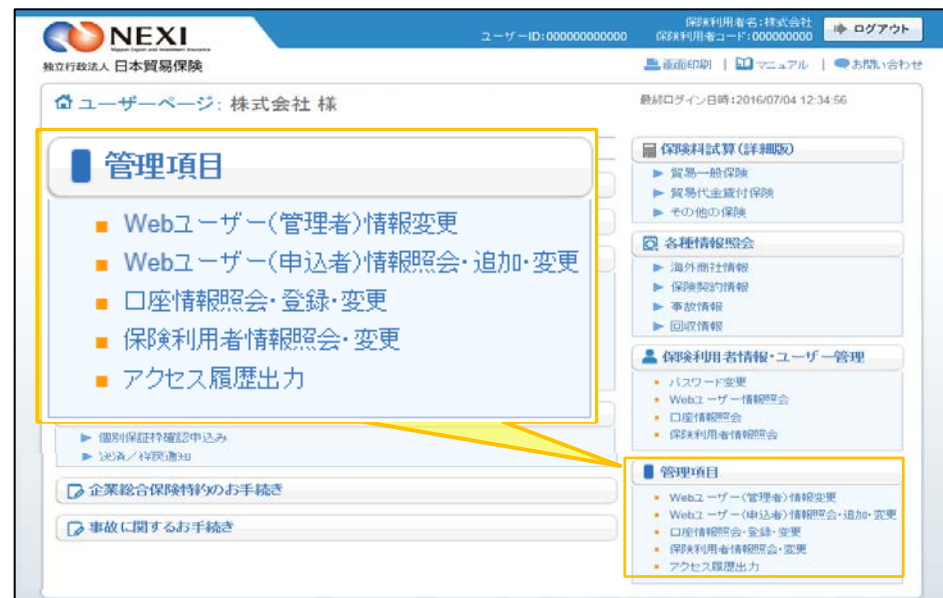 NEXI
Nippon Export and Investment Insurance
独立行政法人 日本貿易保険
ユーザーID:000000000000
保険利用者名:株式会社
保険利用者コード:000000000
ログアウト
画面印刷 | マニュアル | お問い合わせ
ユーザーページ: 株式会社 様
最終ログイン日時:2016/07/04 12:34:56
管理項目
Webユーザー(管理者)情報変更
Webユーザー(申込者)情報照会・追加・変更
口座情報照会・登録・変更
保険利用者情報照会・変更
アクセス履歴出力
個別保証枠確認申込み
決済/枠戻通知
企業総合保険特約のお手続き
事故に関するお手続き
保険料試算(詳細版)
貿易一般保険
貿易代金貸付保険
その他の保険
各種情報照会
海外商社情報
保険契約情報
事故情報
回収情報
保険利用者情報・ユーザー管理
パスワード変更
Webユーザー情報照会
口座情報照会
保険利用者情報照会
管理項目
Webユーザー(管理者)情報変更
Webユーザー(申込者)情報照会・追加・変更
口座情報照会・登録・変更
保険利用者情報照会・変更
アクセス履歴出力